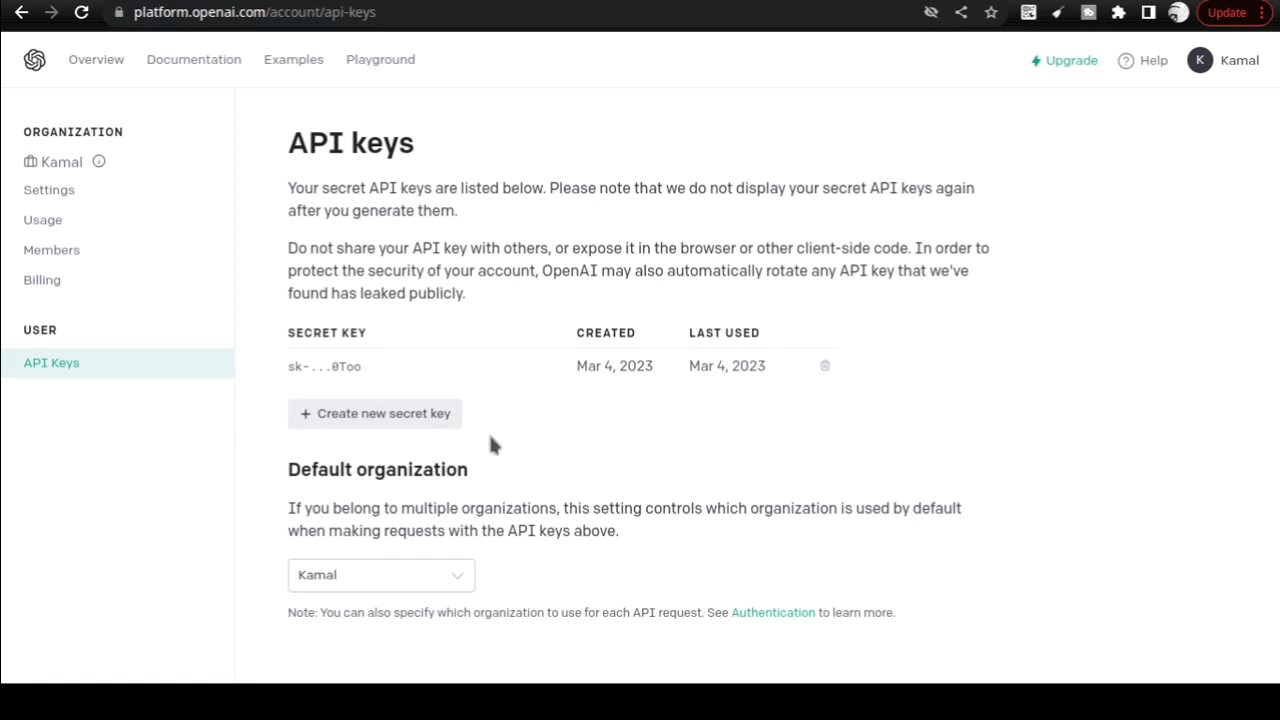 platform.openai.com/account/api-keys
Update
Overview
Documentation
Examples
Playground
Upgrade
Help
K
Kamal
ORGANIZATION
Kamal
Settings
Usage
Members
Billing
USER
API Keys
API keys
Your secret API keys are listed below. Please note that we do not display your secret API keys again
after you generate them.
Do not share your API key with others, or expose it in the browser or other client-side code. In order to
protect the security of your account, OpenAI may also automatically rotate any API key that we've
found has leaked publicly.
SECRET KEY CREATED LAST USED
sk-...0Too Mar 4, 2023 Mar 4, 2023
+ Create new secret key
Default organization
If you belong to multiple organizations, this setting controls which organization is used by default
when making requests with the API keys above.
Kamal
Note: You can also specify which organization to use for each API request. See Authentication to learn more.